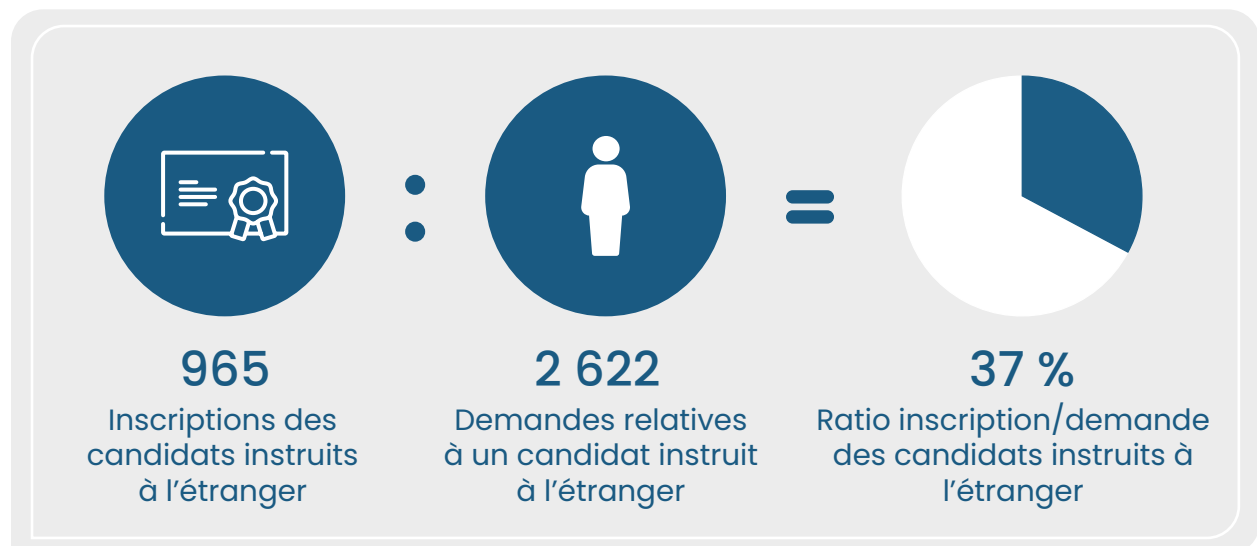 965
Inscriptions des
candidats instruits
à l'étranger
:
2 622
Demandes relatives
à un candidat instruit
à l'étranger
=
37 %
Ratio inscription/demande
des candidats instruits à
l'étranger